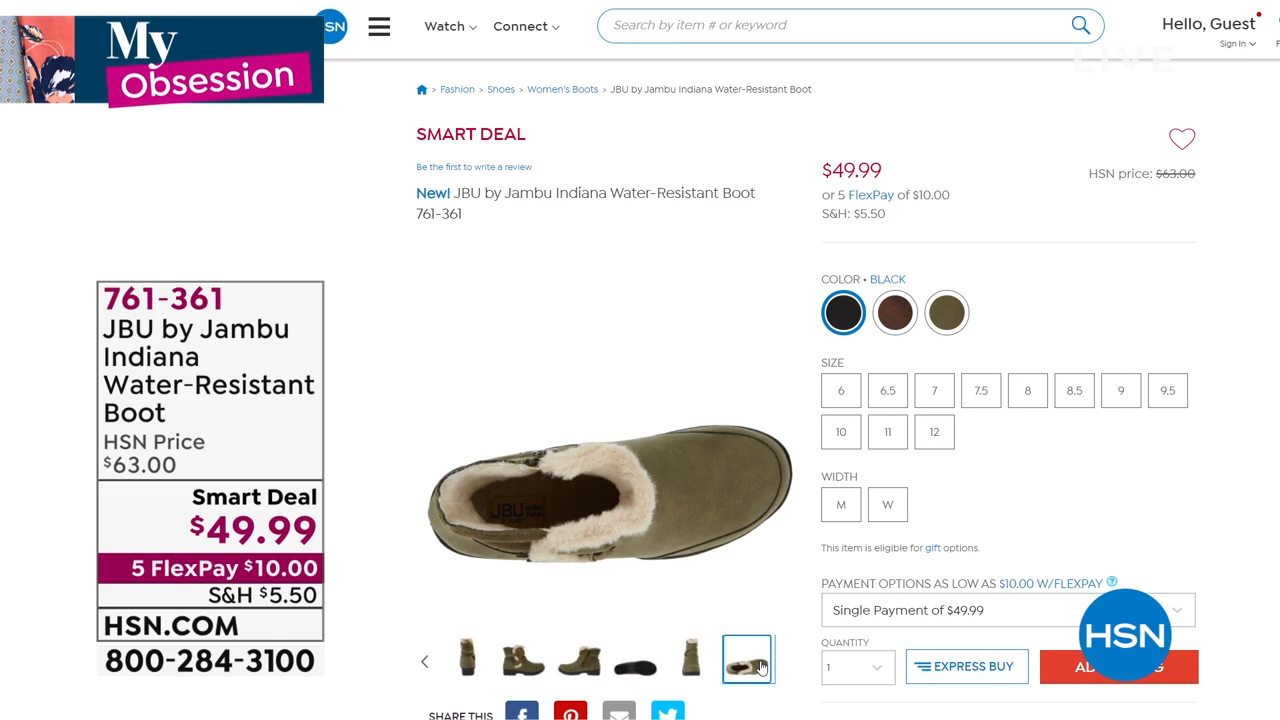 My
Obsession
HSN
Watch
Connect
Search by item # or keyword
Hello, Guest
Sign In
LIVE
> Fashion > Shoes > Women's Boots > JBU by Jambu Indiana Water-Resistant Boot
SMART DEAL
Be the first to write a review
New! JBU by Jambu Indiana Water-Resistant Boot
761-361
$49.99
HSN price: $63.00
or 5 FlexPay of $10.00
S&H: $5.50
COLOR • BLACK
SIZE
6 6.5 7 7.5 8 8.5 9 9.5
10 11 12
WIDTH
M W
This item is eligible for gift options.
PAYMENT OPTIONS AS LOW AS $10.00 W/FLEXPAY ?
Single Payment of $49.99
QUANTITY
1
EXPRESS BUY
HSN
SHARE THIS
761-361
JBU by Jambu
Indiana
Water-Resistant
Boot
HSN Price
$63.00
Smart Deal
$49.99
5 FlexPay $10.00
S&H $5.50
HSN.COM
800-284-3100
JBU